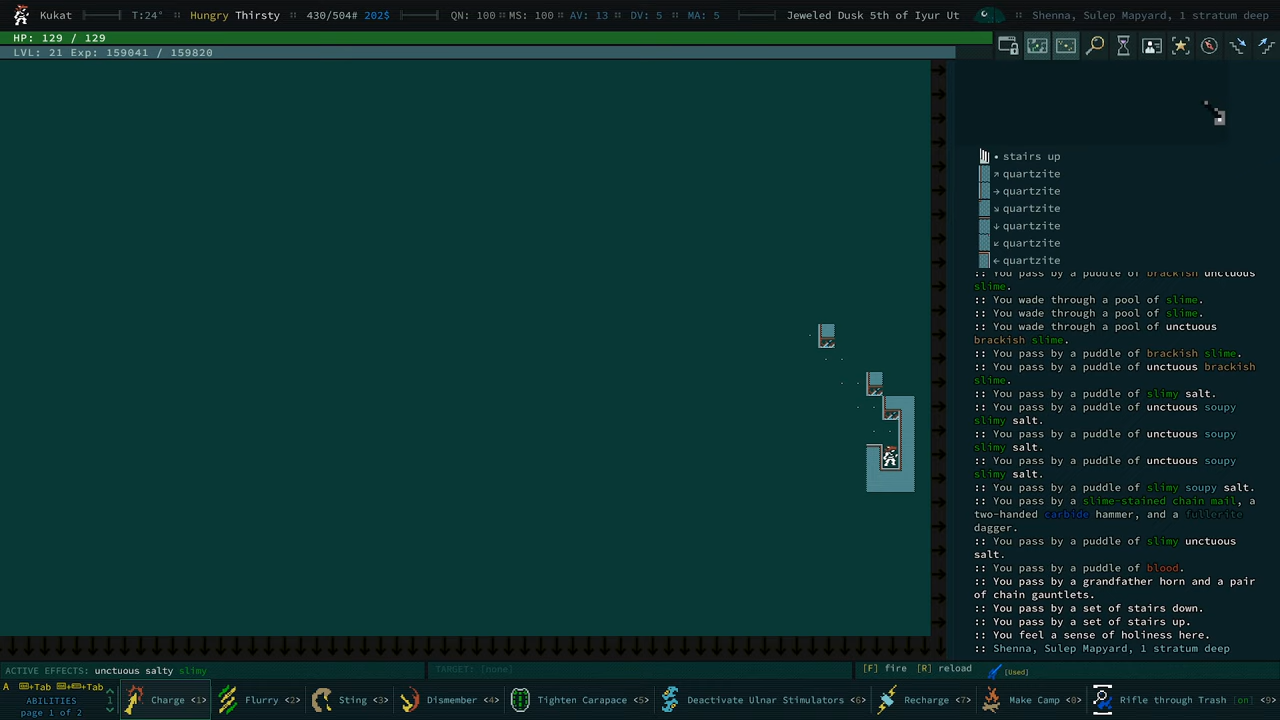 Kukat T:24° Hungry Thirsty 430/504# 202$ QN: 100 MS: 100 AV: 13 DV: 5 MA: 5 Jeweled Dusk 5th of Iyur Ut Shenna, Sulep Mapyard, 1 stratum deep
HP: 129 / 129
LVL: 21 Exp: 159041 / 159820
stairs up
quartzite
quartzite
quartzite
quartzite
quartzite
quartzite
:: You pass by a puddle of brackish unctuous
slime.
:: You wade through a pool of slime.
:: You wade through a pool of slime.
:: You wade through a pool of unctuous
brackish slime.
:: You pass by a puddle of brackish slime.
:: You pass by a puddle of unctuous brackish
slime.
:: You pass by a puddle of slimy salt.
:: You pass by a puddle of unctuous soupy
slimy salt.
:: You pass by a puddle of unctuous soupy
slimy salt.
:: You pass by a puddle of unctuous soupy
slimy salt.
:: You pass by a puddle of slimy soupy salt.
:: You pass by a slime-stained chain mail, a
two-handed carbide hammer, and a fullerite
dagger.
:: You pass by a puddle of slimy unctuous
salt.
:: You pass by a puddle of blood.
:: You pass by a grandfather horn and a pair
of chain gauntlets.
:: You pass by a set of stairs down.
:: You pass by a set of stairs up.
:: You feel a sense of holiness here.
:: Shenna, Sulep Mapyard, 1 stratum deep
ACTIVE EFFECTS: unctuous salty slimy TARGET: [none] [F] fire [R] reload [Used]
A Tab Tab
ABILITIES 1
page 1 of 2
Charge <1> Flurry <2> Sting <3> Dismember <4> Tighten Carapace <5> Deactivate Ulnar Stimulators <6> Recharge <7> Make Camp <0> Rifle through Trash [on] <9>